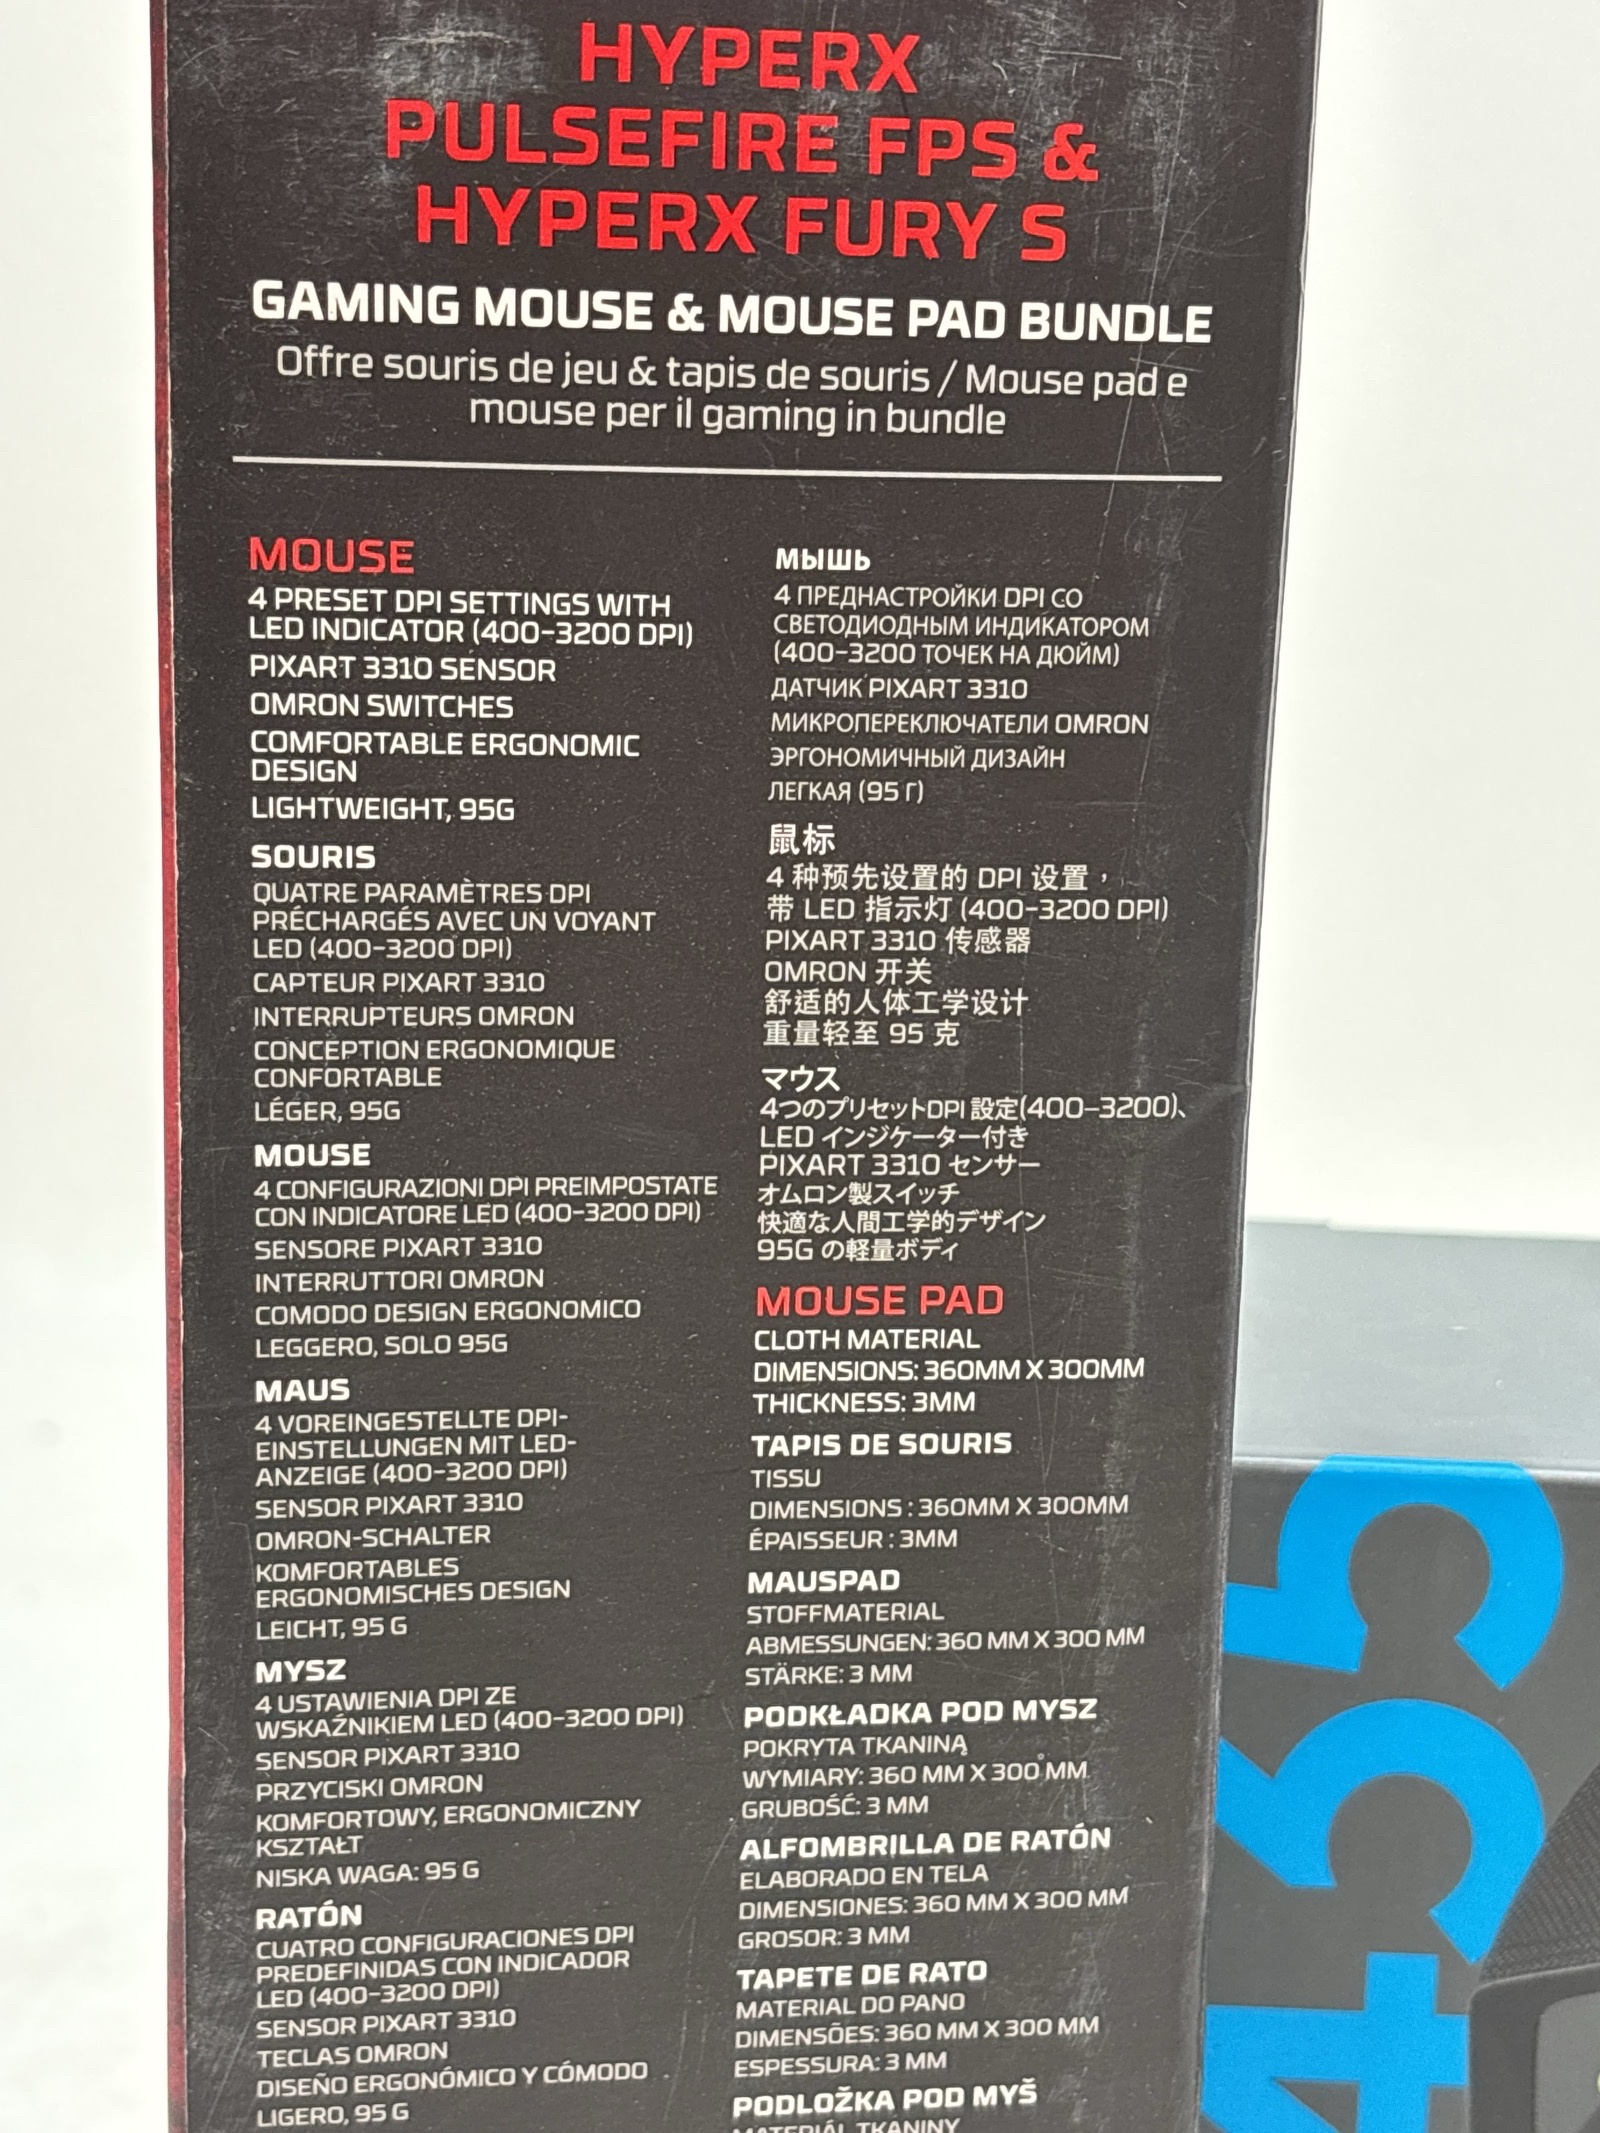 HYPERX
PULSEFIRE FPS &
HYPERX FURY S
GAMING MOUSE & MOUSE PAD BUNDLE
Offre souris de jeu & tapis de souris / Mouse pad e
mouse per il gaming in bundle
MOUSE
4 PRESET DPI SETTINGS WITH
LED INDICATOR (400-3200 DPI)
PIXART 3310 SENSOR
OMRON SWITCHES
COMFORTABLE ERGONOMIC
DESIGN
LIGHTWEIGHT, 95G
SOURIS
QUATRE PARAMÈTRES DPI
PRÉCHARGÉS AVEC UN VOYANT
LED (400-3200 DPI)
CAPTEUR PIXART 3310
INTERRUPTEURS OMRON
CONCEPTION ERGONOMIQUE
CONFORTABLE
LÉGER, 95G
MOUSE
4 CONFIGURAZIONI DPI PREIMPOSTATE
CON INDICATORE LED (400-3200 DPI)
SENSORE PIXART 3310
INTERRUTTORI OMRON
COMODO DESIGN ERGONOMICO
LEGGERO, SOLO 95G
MAUS
4 VOREINGESTELLTE DPI-
EINSTELLUNGEN MIT LED-
ANZEIGE (400-3200 DPI)
SENSOR PIXART 3310
OMRON-SCHALTER
KOMFORTABLES
ERGONOMISCHES DESIGN
LEICHT, 95 G
MYSZ
4 USTAWIENIA DPI ZE
WSKAŹNIKIEM LED (400-3200 DPI)
SENSOR PIXART 3310
PRZYCISKI OMRON
KOMFORTOWY, ERGONOMICZNY
KSZTAŁT
NISKA WAGA: 95 G
RATÓN
CUATRO CONFIGURACIONES DPI
PREDEFINIDAS CON INDICADOR
LED (400-3200 DPI)
SENSOR PIXART 3310
TECLAS OMRON
DISEÑO ERGONÓMICO Y CÓMODO
LIGERO, 95 G
МЫШЬ
4 ПРЕДНАСТРОЙКИ DPI СО
СВЕТОДИОДНЫМ ИНДИКАТОРОМ
(400-3200 ТОЧЕК НА ДЮЙМ)
ДАТЧИК PIXART 3310
МИКРОПЕРЕКЛЮЧАТЕЛИ OMRON
ЭРГОНОМИЧНЫЙ ДИЗАЙН
ЛЕГКАЯ (95 Г)
鼠标
4 种预先设置的 DPI 设置，
带 LED 指示灯 (400-3200 DPI)
PIXART 3310 传感器
OMRON 开关
舒适的人体工学设计
重量轻至 95 克
マウス
4つのプリセットDPI 設定(400-3200)、
LED インジケーター付き
PIXART 3310 センサー
オムロン製スイッチ
快適な人間工学的デザイン
95G の軽量ボディ
MOUSE PAD
CLOTH MATERIAL
DIMENSIONS: 360MM X 300MM
THICKNESS: 3MM
TAPIS DE SOURIS
TISSU
DIMENSIONS : 360MM X 300MM
ÉPAISSEUR : 3MM
MAUSPAD
STOFFMATERIAL
ABMESSUNGEN: 360 MM X 300 MM
STÄRKE: 3 MM
PODKŁADKA POD MYSZ
POKRYTA TKANINĄ
WYMIARY: 360 MM X 300 MM
GRUBOŚĆ: 3 MM
ALFOMBRILLA DE RATÓN
ELABORADO EN TELA
DIMENSIONES: 360 MM X 300 MM
GROSOR: 3 MM
TAPETE DE RATO
MATERIAL DO PANO
DIMENSÕES: 360 MM X 300 MM
ESPESSURA: 3 MM
PODLOŽKA POD MYŠ
MATERIÁL TKANINY
433